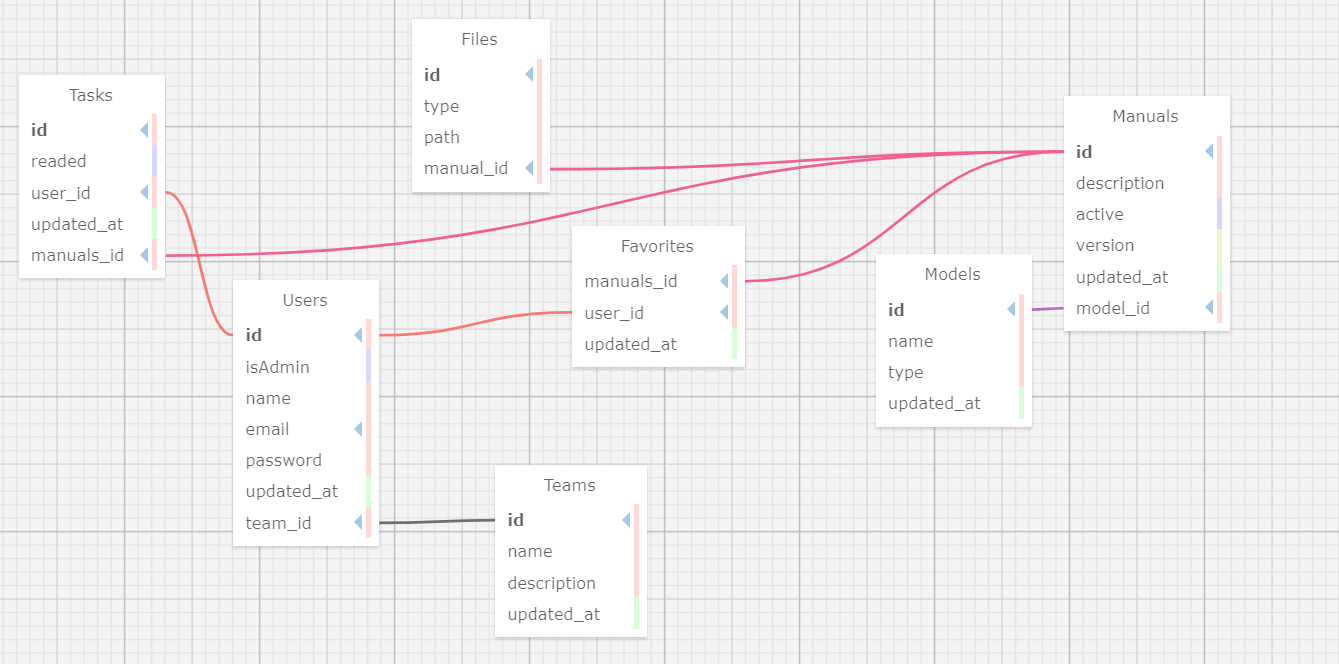 Files
id
type
path
manual_id
Tasks
id
readed
user_id
updated_at
manuals_id
Manuals
id
description
active
version
updated_at
model_id
Favorites
manuals_id
user_id
updated_at
Models
id
name
type
updated_at
Users
id
isAdmin
name
email
password
updated_at
team_id
Teams
id
name
description
updated_at